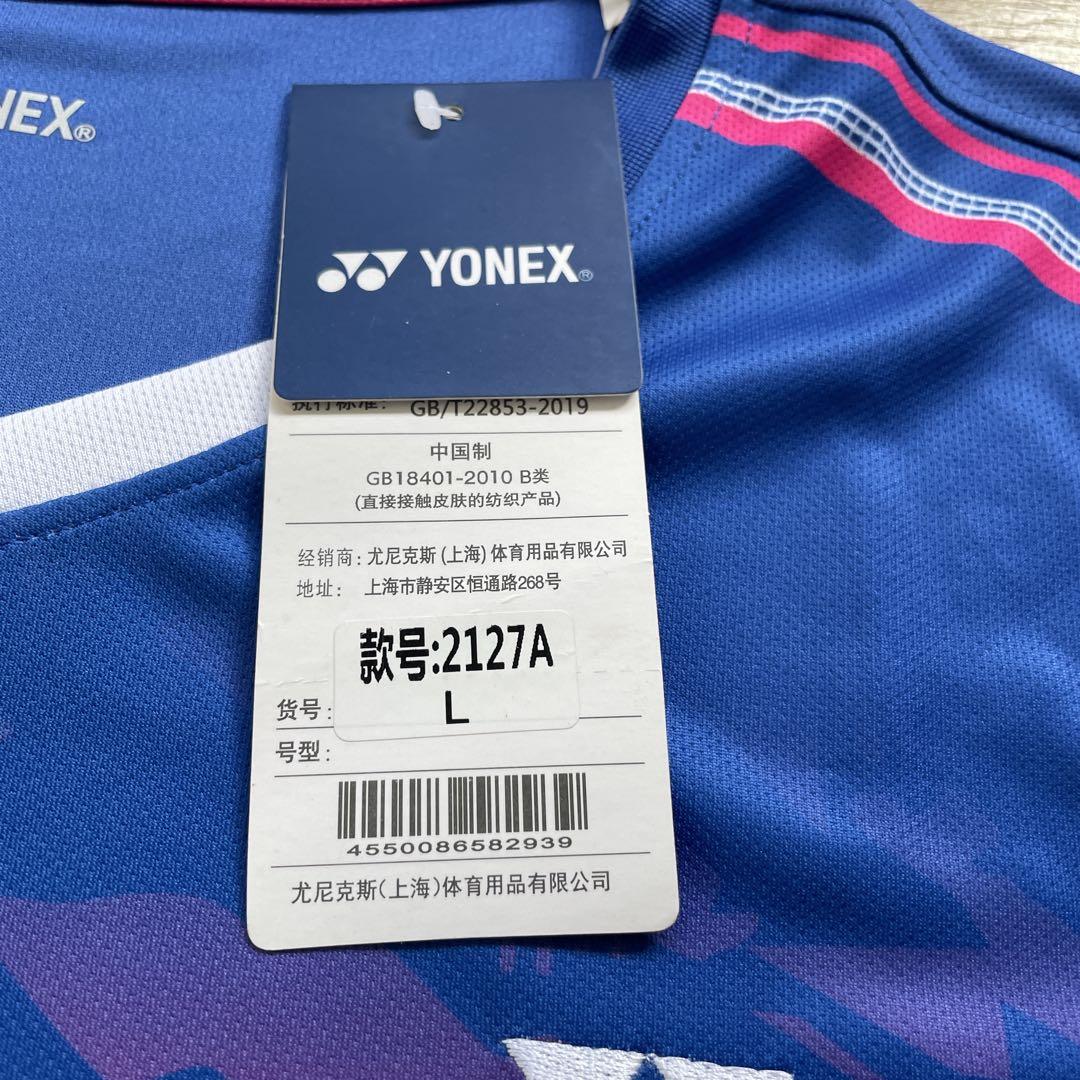 NEX®
YONEX®
执行标准: GB/T22853-2019
中国制
GB18401-2010 B类
(直接接触皮肤的纺织产品)
经销商: 尤尼克斯 (上海) 体育用品有限公司
地址: 上海市静安区恒通路268号
款号:2127A
L
货号:
号型:
4550086582939
尤尼克斯(上海)体育用品有限公司